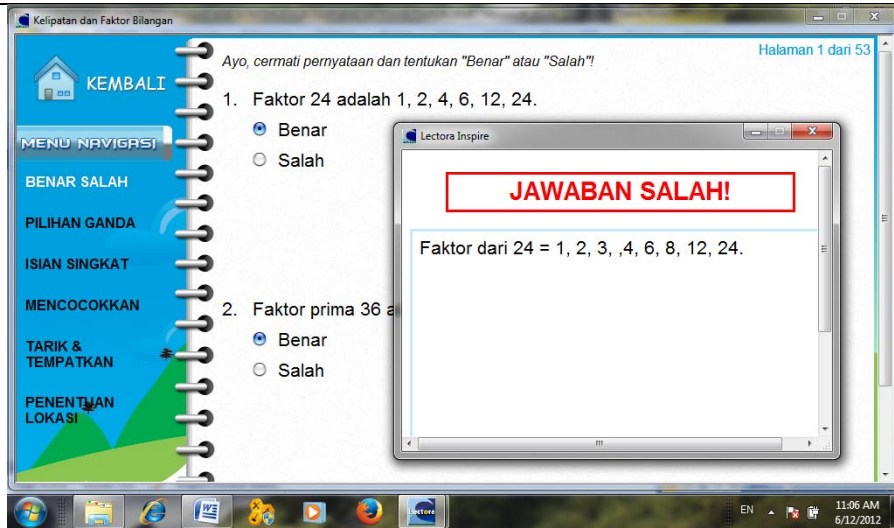 Kelipatan dan Faktor Bilangan
KEMBALI
MENU NAVIGASI
BENAR SALAH
PILIHAN GANDA
ISIAN SINGKAT
MENCOCOKKAN
TARIK &
TEMPATKAN
PENENTUAN
LOKASI
Halaman 1 dari 53
Ayo, cermati pernyataan dan tentukan "Benar" atau "Salah"!
1. Faktor 24 adalah 1, 2, 4, 6, 12, 24.
Benar
Salah
2. Faktor prima 36 a
Benar
Salah
Lectora Inspire
JAWABAN SALAH!
Faktor dari 24 = 1, 2, 3, ,4, 6, 8, 12, 24.
Lectora
EN
11:06 AM
6/12/2012